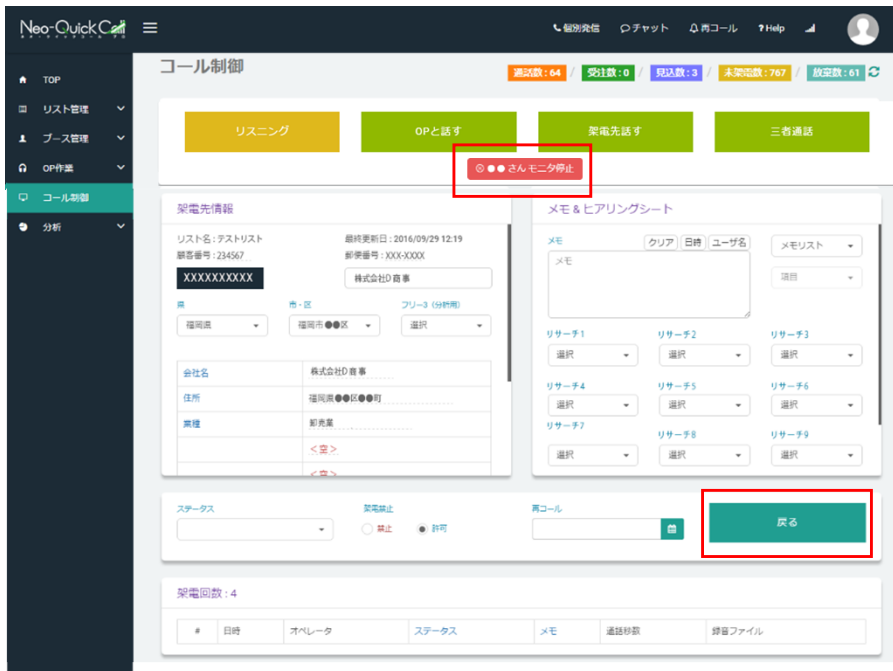 Neo-QuickCall
個別発信 チャット 再コール ?Help
TOP
リスト管理
ブース管理
OP作業
コール制御
分析
コール制御
通話数 : 64 / 受注数 : 0 / 見込数 : 3 / 未架電数 : 767 / 放棄数 : 61
リスニング OPと話す 架電先話す 三者通話
●●さん モニタ停止
架電先情報
リスト名 : テストリスト 最終更新日 : 2016/09/29 12:19
顧客番号 : 234567 郵便番号 : XXX-XXXX
XXXXXXXXXX 株式会社D商事
県 市・区 フリー3（分析用）
福岡県 福岡市●●区 選択
会社名 株式会社D商事
住所 福岡県●●区●●町
業種 卸売業
＜空＞
＜空＞
メモ & ヒアリングシート
メモ クリア 日時 ユーザ名 メモリスト
メモ
項目
リサーチ1 リサーチ2 リサーチ3
選択 選択 選択
リサーチ4 リサーチ5 リサーチ6
選択 選択 選択
リサーチ7 リサーチ8 リサーチ9
選択 選択 選択
ステータス 架電禁止 再コール
禁止 許可
戻る
架電回数 : 4
# 日時 オペレータ ステータス メモ 通話秒数 録音ファイル